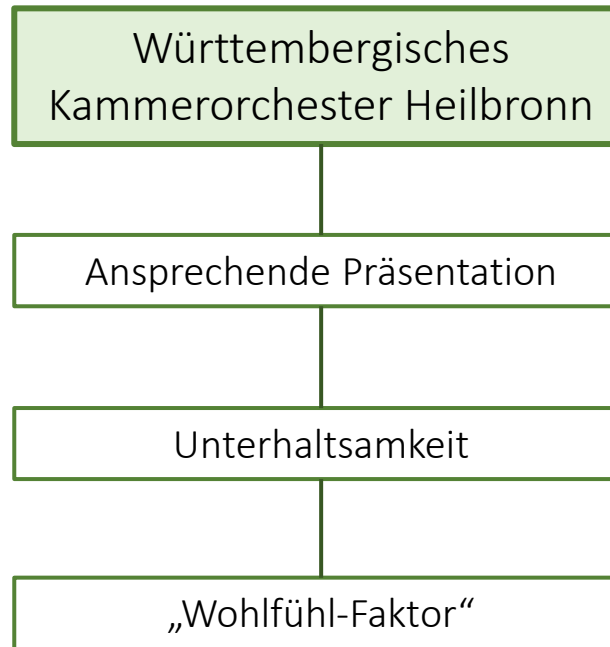 Württembergisches
Kammerorchester Heilbronn
Ansprechende Präsentation
Unterhaltsamkeit
„Wohlfühl-Faktor“